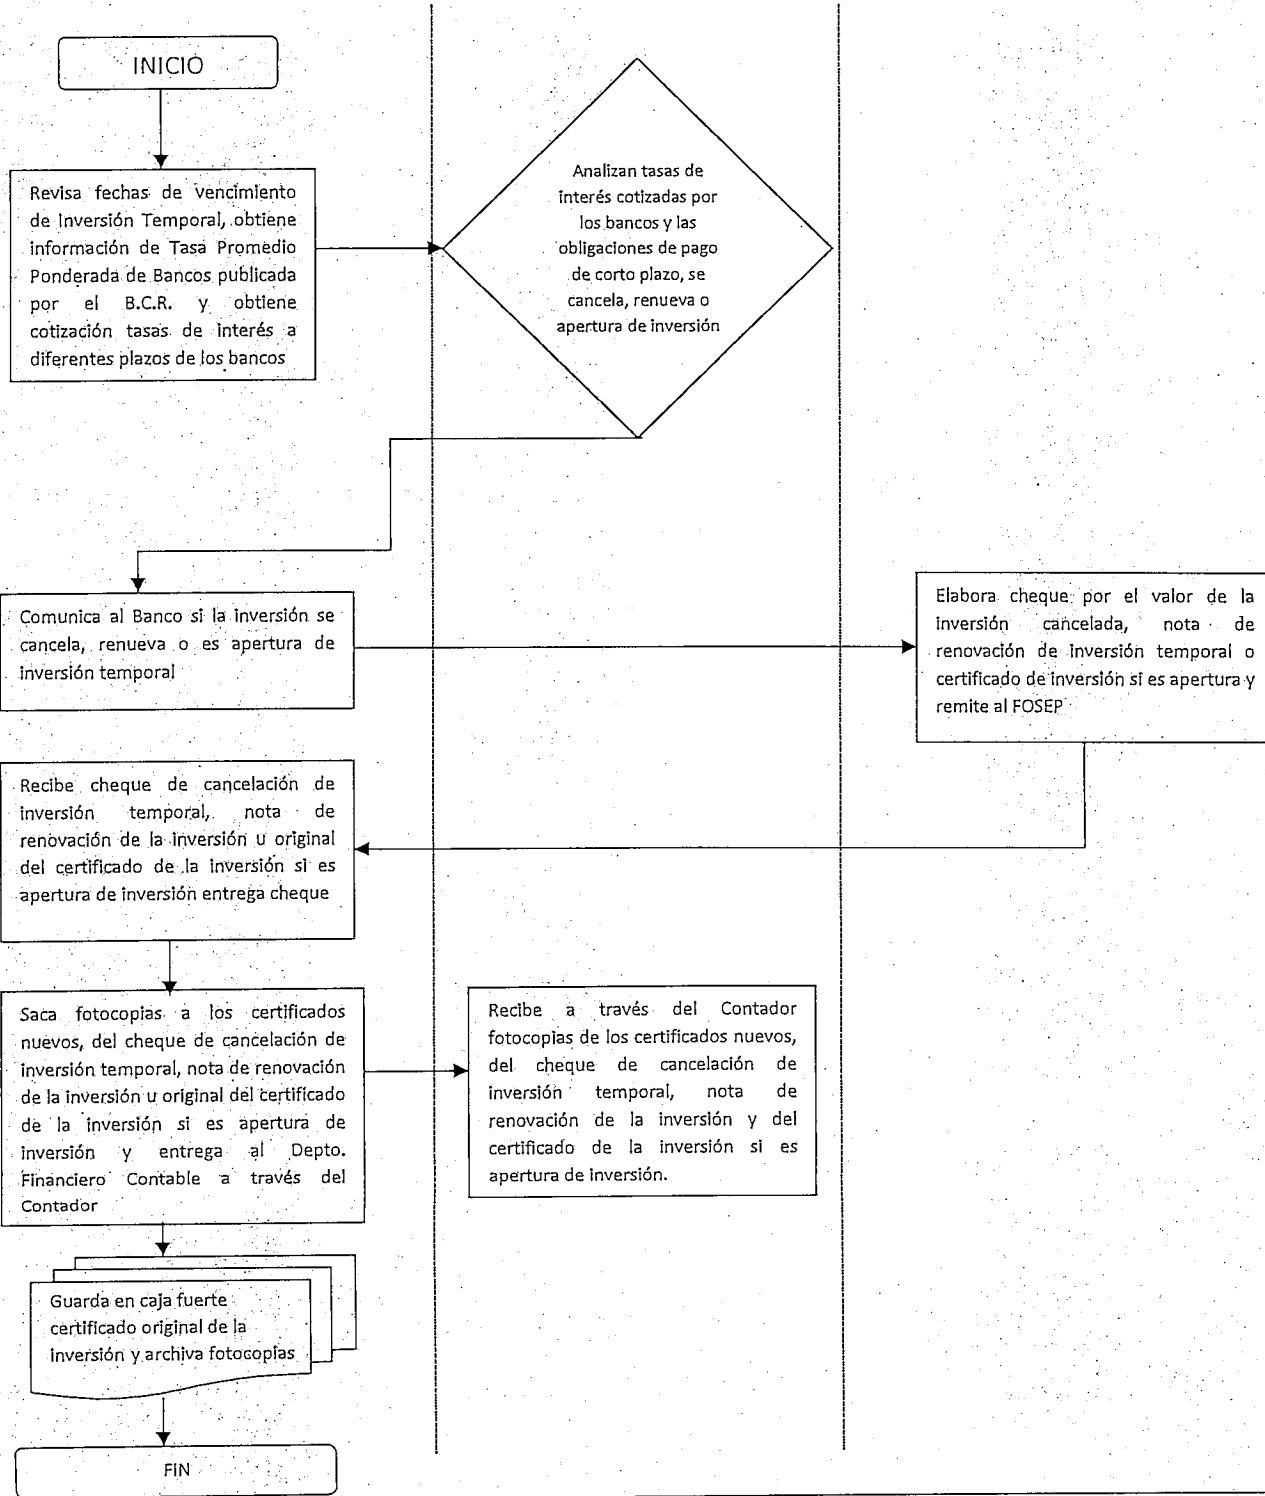 INICIO
Revisa fechas de vencimiento
de Inversión Temporal, obtiene
información de Tasa Promedio
Ponderada de Bancos publicada
por el B.C.R. y obtiene
cotización tasas de interés a
diferentes plazos de los bancos
Analizan tasas de
interés cotizadas por
los bancos y las
obligaciones de pago
de corto plazo, se
cancela, renueva o
apertura de inversión
Comunica al Banco si la inversión se
cancela, renueva o es apertura de
inversión temporal
Elabora cheque por el valor de la
inversión cancelada, nota de
renovación de inversión temporal o
certificado de inversión si es apertura y
remite al FOSEP
Recibe cheque de cancelación de
inversión temporal, nota de
renovación de la inversión u original
del certificado de la inversión si es
apertura de inversión entrega cheque
Saca fotocopias a los certificados
nuevos, del cheque de cancelación de
inversión temporal, nota de renovación
de la inversión u original del certificado
de la inversión si es apertura de
inversión y entrega al Depto.
Financiero Contable a través del
Contador
Recibe a través del Contador
fotocopias de los certificados nuevos,
del cheque de cancelación de
inversión temporal, nota de
renovación de la inversión y del
certificado de la inversión si es
apertura de inversión.
Guarda en caja fuerte
certificado original de la
inversión y archiva fotocopias
FIN